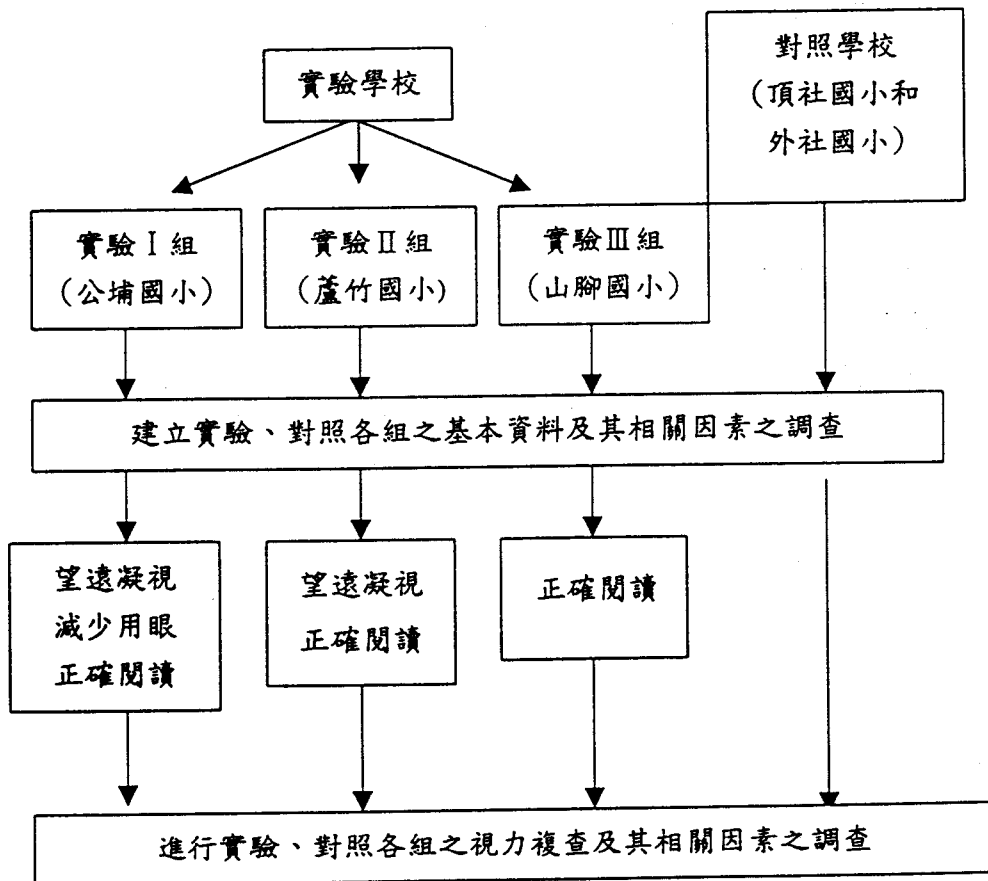 實驗學校
對照學校
(頂社國小和
外社國小)
實驗Ⅰ組
(公埔國小)
實驗Ⅱ組
(蘆竹國小)
實驗Ⅲ組
(山腳國小)
建立實驗、對照各組之基本資料及其相關因素之調查
望遠凝視
減少用眼
正確閱讀
望遠凝視
正確閱讀
正確閱讀
進行實驗、對照各組之視力複查及其相關因素之調查